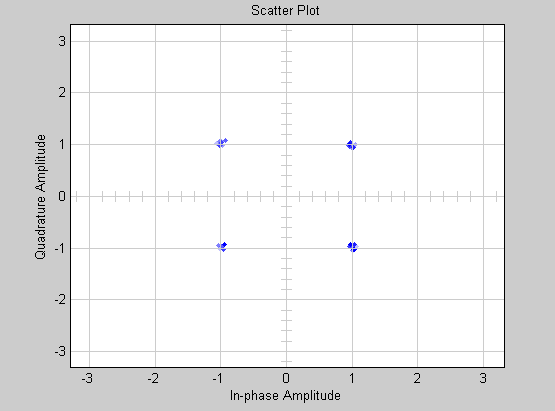 Scatter Plot
3
2
1
0
-1
-2
-3
Quadrature Amplitude
-3 -2 -1 0 1 2 3
In-phase Amplitude